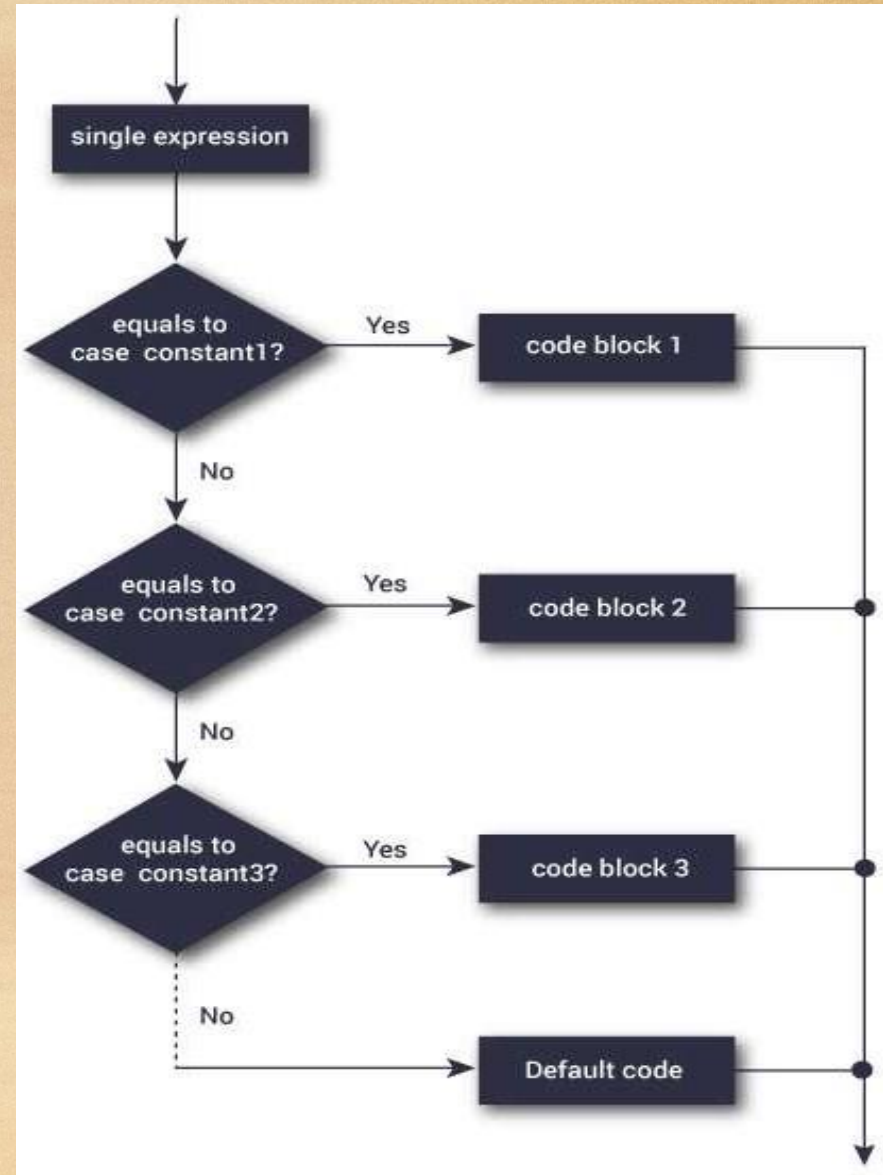 single expression
equals to
case constant1?
Yes
code block 1
No
equals to
case constant2?
Yes
code block 2
No
equals to
case constant3?
Yes
code block 3
No
Default code